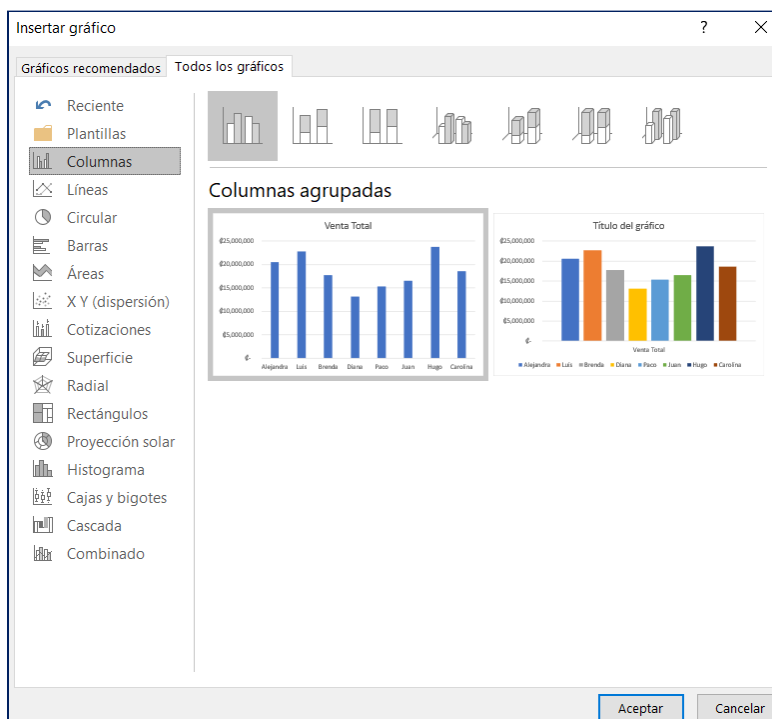 Insertar gráfico
?
Gráficos recomendados
Todos los gráficos
Reciente
Plantillas
Columnas
Líneas
Circular
Barras
Áreas
X Y (dispersión)
Cotizaciones
Superficie
Radial
Rectángulos
Proyección solar
Histograma
Cajas y bigotes
Cascada
Combinado
Columnas agrupadas
Venta Total
₡25,000,000
₡20,000,000
₡15,000,000
₡10,000,000
₡5,000,000
₡-
Alejandra Luis Brenda Diana Paco Juan Hugo Carolina
Título del gráfico
₡25,000,000
₡20,000,000
₡15,000,000
₡10,000,000
₡5,000,000
₡-
Venta Total
Alejandra Luis Brenda Diana Paco Juan Hugo Carolina
Aceptar
Cancelar